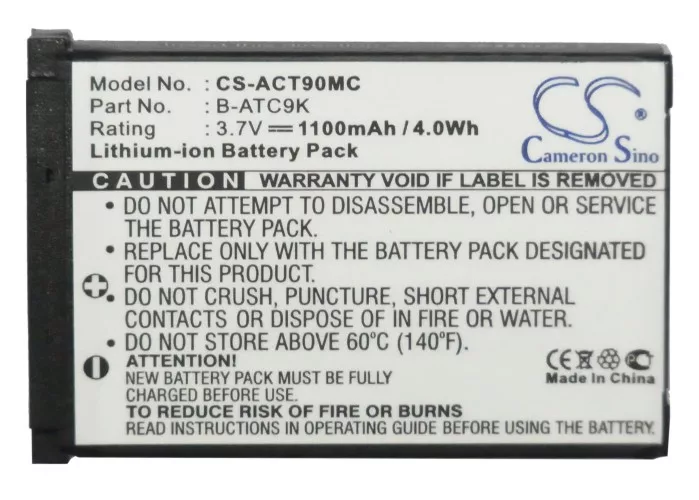 Model No. : CS-ACT90MC
Part No. : B-ATC9K
Rating : 3.7V 1100mAh / 4.0Wh
Lithium-ion Battery Pack
CS
Cameron Sino
CAUTION WARRANTY VOID IF LABEL IS REMOVED
• DO NOT ATTEMPT TO DISASSEMBLE, OPEN OR SERVICE
THE BATTERY PACK.
• REPLACE ONLY WITH THE BATTERY PACK DESIGNATED
FOR THIS PRODUCT.
• DO NOT CRUSH, PUNCTURE, SHORT EXTERNAL
CONTACTS OR DISPOSE OF IN FIRE OR WATER.
• DO NOT STORE ABOVE 60°C (140°F).
ATTENTION!
NEW BATTERY PACK MUST BE FULLY
CHARGED BEFORE USE.
TO REDUCE RISK OF FIRE OR BURNS
READ INSTRUCTION IN OPERATING GUIDE BEFORE USING THE BATTERY.
CE
Made In China